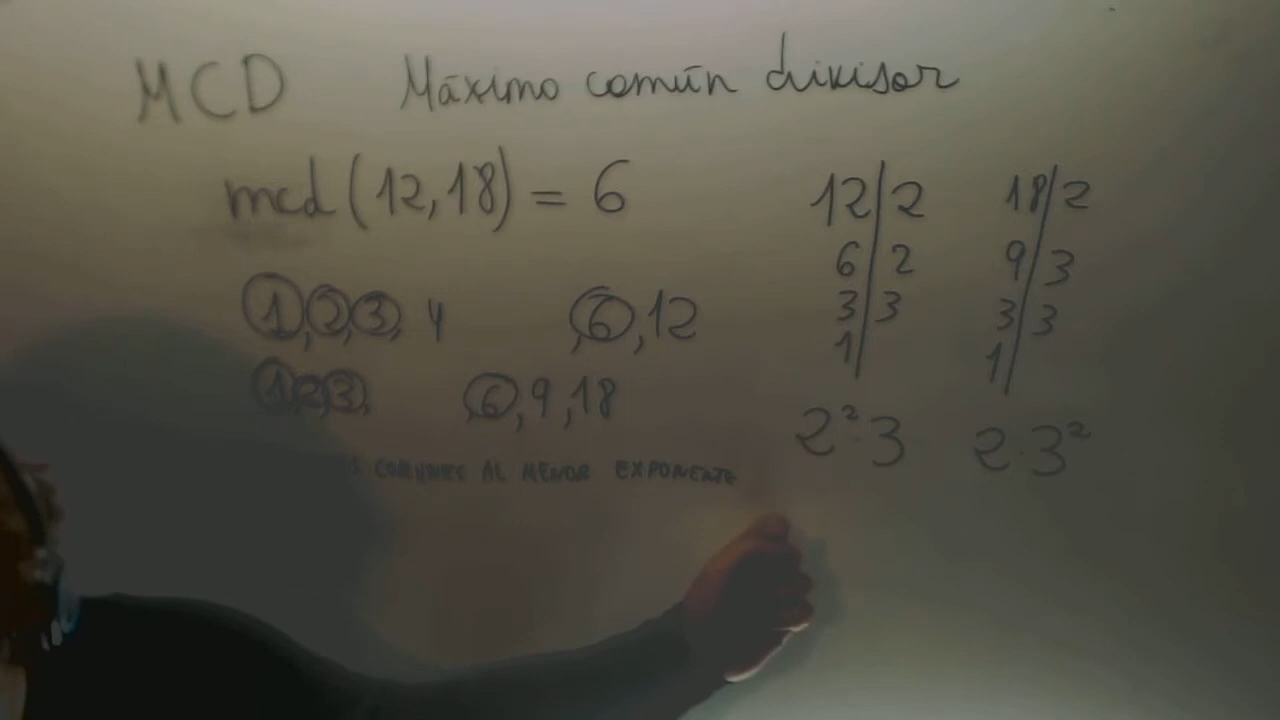 MCD Máximo común divisor
mcd (12,18) = 6
1, 2, 3, 4 , 6, 12
1, 2, 3, 6, 9, 18
S COMUNES AL MENOR EXPONENTE
12 | 2
6 | 2
3 | 3
1 |
2²·3
18 | 2
9 | 3
3 | 3
1 |
2·3²